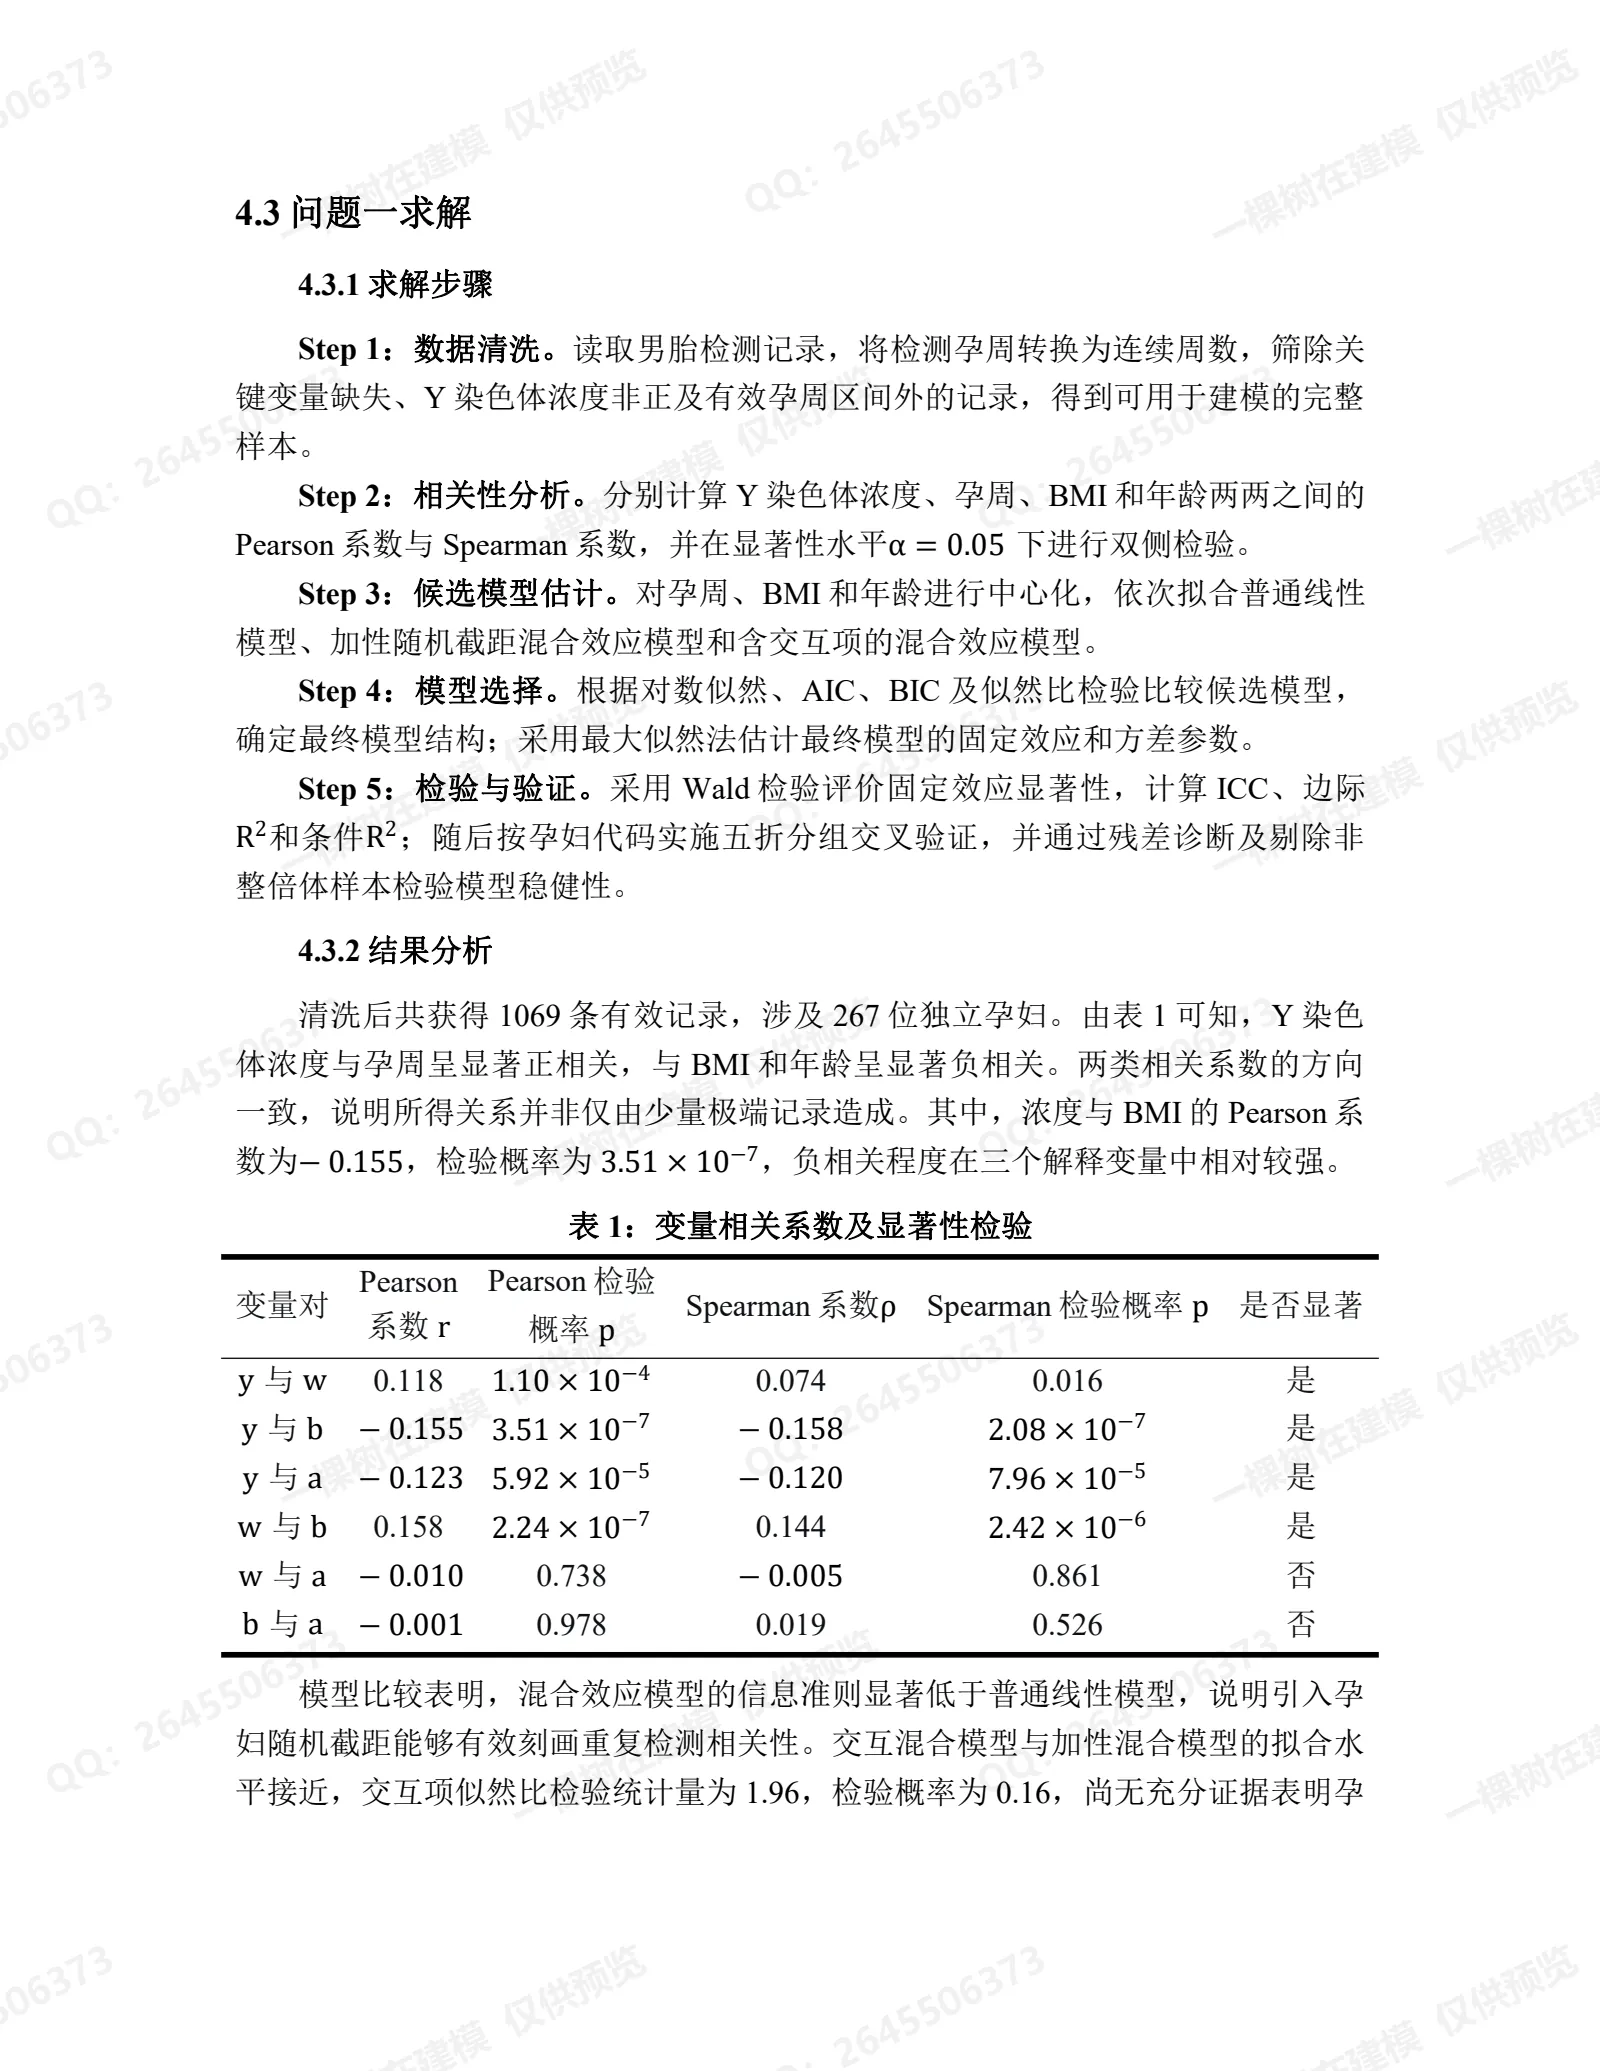 4.3 问题一求解
4.3.1 求解步骤
Step 1：数据清洗。读取男胎检测记录，将检测孕周转换为连续周数，筛除关
键变量缺失、Y 染色体浓度非正及有效孕周区间外的记录，得到可用于建模的完整
样本。
Step 2：相关性分析。分别计算 Y 染色体浓度、孕周、BMI 和年龄两两之间的
Pearson 系数与 Spearman 系数，并在显著性水平α = 0.05 下进行双侧检验。
Step 3：候选模型估计。对孕周、BMI 和年龄进行中心化，依次拟合普通线性
模型、加性随机截距混合效应模型和含交互项的混合效应模型。
Step 4：模型选择。根据对数似然、AIC、BIC 及似然比检验比较候选模型，
确定最终模型结构；采用最大似然法估计最终模型的固定效应和方差参数。
Step 5：检验与验证。采用 Wald 检验评价固定效应显著性，计算 ICC、边际
R²和条件R²；随后按孕妇代码实施五折分组交叉验证，并通过残差诊断及剔除非
整倍体样本检验模型稳健性。
4.3.2 结果分析
清洗后共获得 1069 条有效记录，涉及 267 位独立孕妇。由表 1 可知，Y 染色
体浓度与孕周呈显著正相关，与 BMI 和年龄呈显著负相关。两类相关系数的方向
一致，说明所得关系并非仅由少量极端记录造成。其中，浓度与 BMI 的 Pearson 系
数为− 0.155，检验概率为 3.51 × 10⁻⁷，负相关程度在三个解释变量中相对较强。
表 1：变量相关系数及显著性检验
变量对 Pearson 系数 r Pearson 检验概率 p Spearman 系数ρ Spearman 检验概率 p 是否显著
y 与 w 0.118 1.10 × 10⁻⁴ 0.074 0.016 是
y 与 b − 0.155 3.51 × 10⁻⁷ − 0.158 2.08 × 10⁻⁷ 是
y 与 a − 0.123 5.92 × 10⁻⁵ − 0.120 7.96 × 10⁻⁵ 是
w 与 b 0.158 2.24 × 10⁻⁷ 0.144 2.42 × 10⁻⁶ 是
w 与 a − 0.010 0.738 − 0.005 0.861 否
b 与 a − 0.001 0.978 0.019 0.526 否
模型比较表明，混合效应模型的信息准则显著低于普通线性模型，说明引入孕
妇随机截距能够有效刻画重复检测相关性。交互混合模型与加性混合模型的拟合水
平接近，交互项似然比检验统计量为 1.96，检验概率为 0.16，尚无充分证据表明孕
一棵树在建模 仅供预览
QQ：2645506373